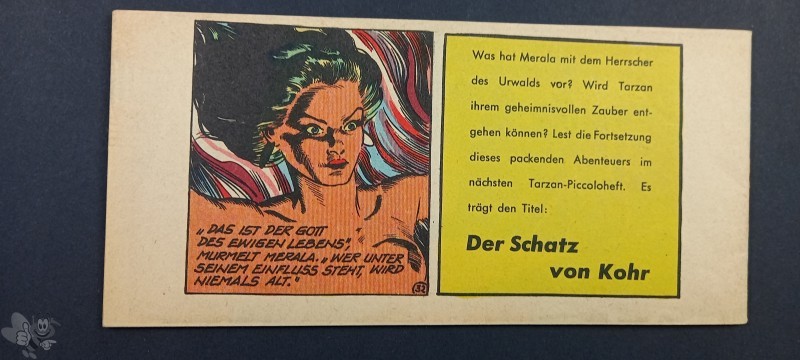 „DAS IST DER GOTT
DES EWIGEN LEBENS“,
MURMELT MERALA. „WER UNTER
SEINEM EINFLUSS STEHT, WIRD
NIEMALS ALT.“
32
Was hat Merala mit dem Herrscher
des Urwalds vor? Wird Tarzan
ihrem geheimnisvollen Zauber ent-
gehen können? Lest die Fortsetzung
dieses packenden Abenteuers im
nächsten Tarzan-Piccoloheft. Es
trägt den Titel:
Der Schatz
von Kohr